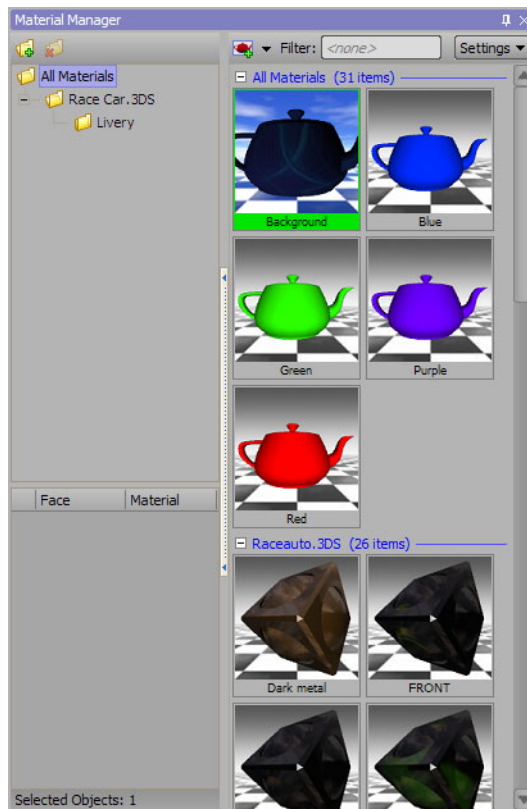 Material Manager
Filter: <none> Settings
All Materials
Race Car.3DS
Livery
All Materials (31 items)
Background
Blue
Green
Purple
Red
Face Material
Raceauto.3DS (26 items)
Dark metal
FRONT
Selected Objects: 1